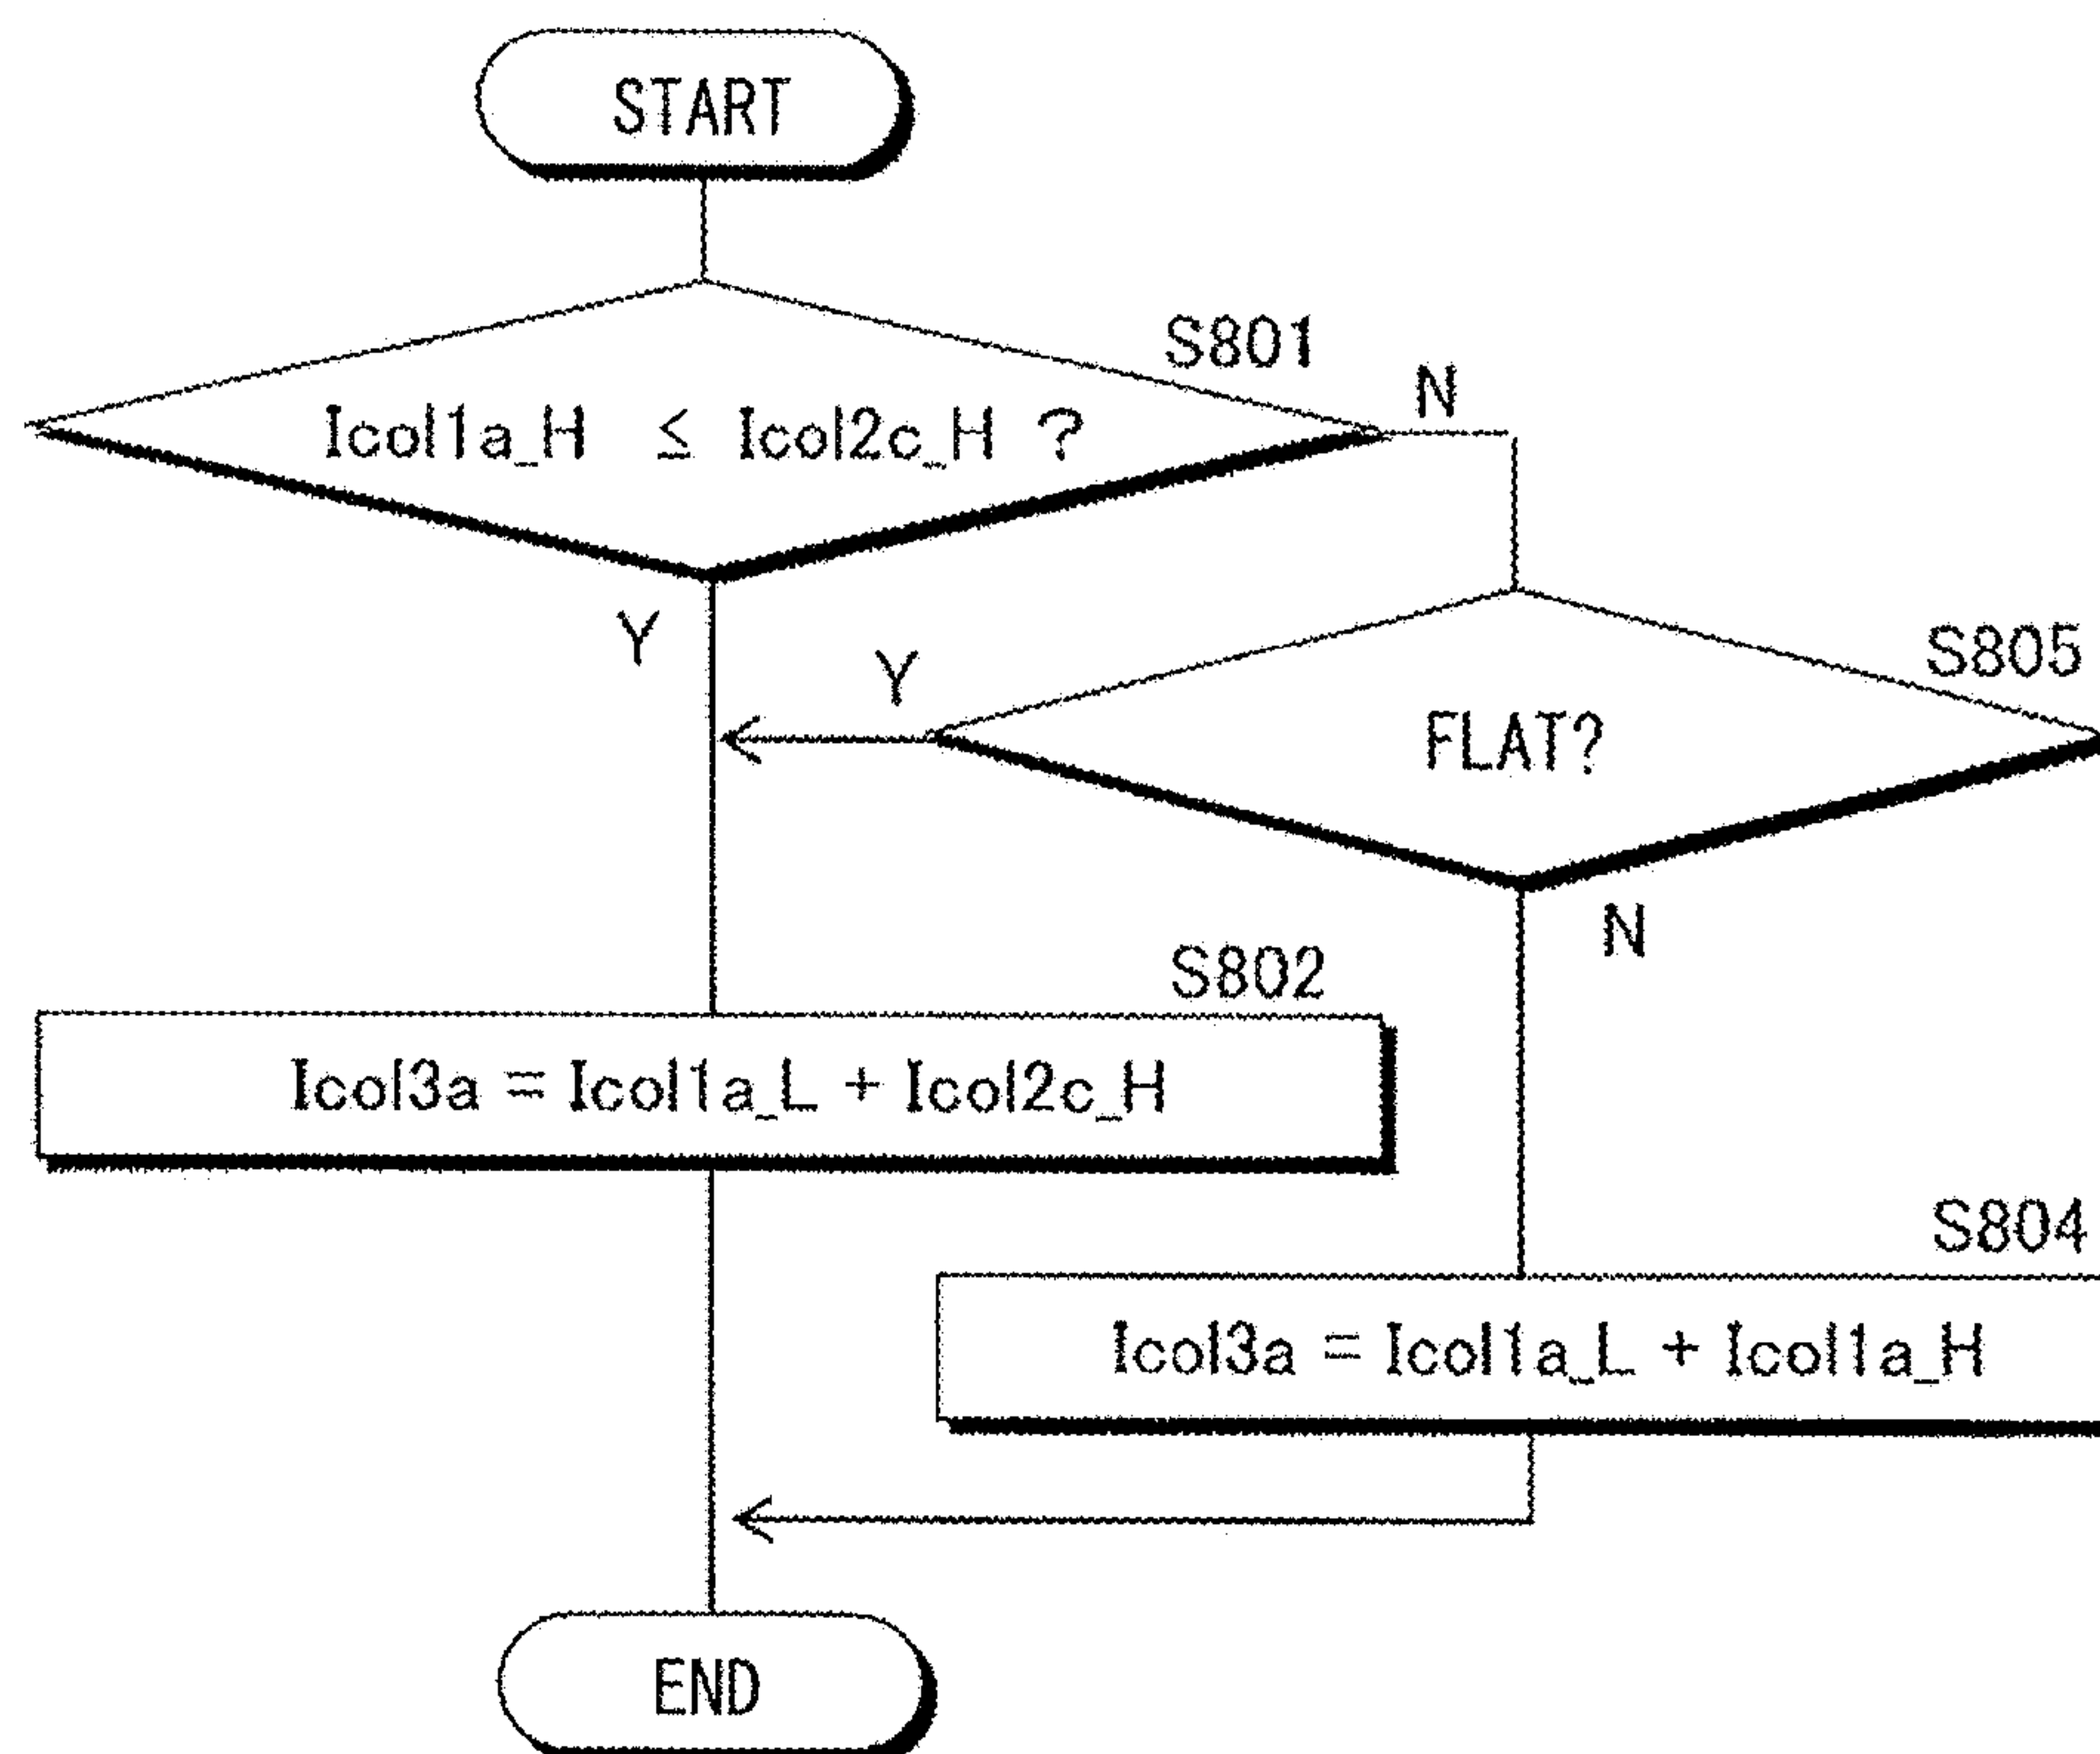 START
S801
N
Icol1a_H ≤ Icol2c_H ?
Y
Y
S805
FLAT?
N
S802
Icol3a = Icol1a_L + Icol2c_H
S804
Icol3a = Icol1a_L + Icol1a_H
END